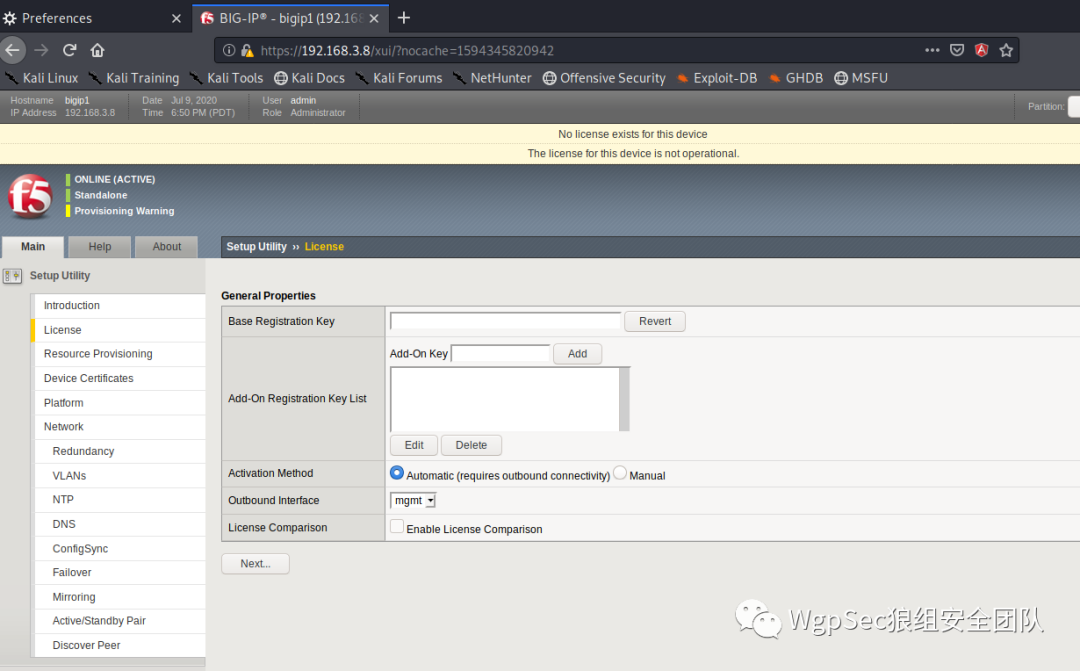 Preferences
BIG-IP® - bigip1 (192.168
https://192.168.3.8/xui/?nocache=1594345820942
Kali Linux Kali Training Kali Tools Kali Docs Kali Forums NetHunter Offensive Security Exploit-DB GHDB MSFU
Hostname bigip1 Date Jul 9, 2020 User admin
IP Address 192.168.3.8 Time 6:50 PM (PDT) Role Administrator
Partition:
No license exists for this device
The license for this device is not operational.
f5
ONLINE (ACTIVE)
Standalone
Provisioning Warning
Main Help About
Setup Utility ›› License
Setup Utility
Introduction
License
Resource Provisioning
Device Certificates
Platform
Network
Redundancy
VLANs
NTP
DNS
ConfigSync
Failover
Mirroring
Active/Standby Pair
Discover Peer
General Properties
Base Registration Key Revert
Add-On Registration Key List
Add-On Key Add
Edit Delete
Activation Method Automatic (requires outbound connectivity) Manual
Outbound Interface mgmt
License Comparison Enable License Comparison
Next...
WgpSec狼组安全团队